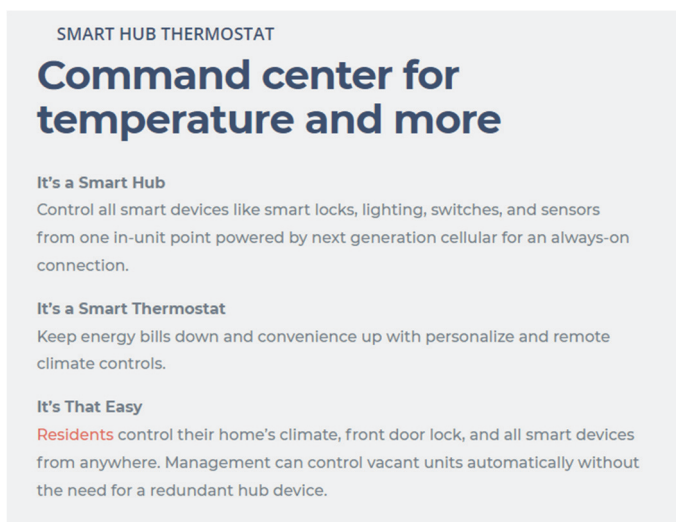 SMART HUB THERMOSTAT
Command center for
temperature and more
It's a Smart Hub
Control all smart devices like smart locks, lighting, switches, and sensors
from one in-unit point powered by next generation cellular for an always-on
connection.
It's a Smart Thermostat
Keep energy bills down and convenience up with personalize and remote
climate controls.
It's That Easy
Residents control their home's climate, front door lock, and all smart devices
from anywhere. Management can control vacant units automatically without
the need for a redundant hub device.